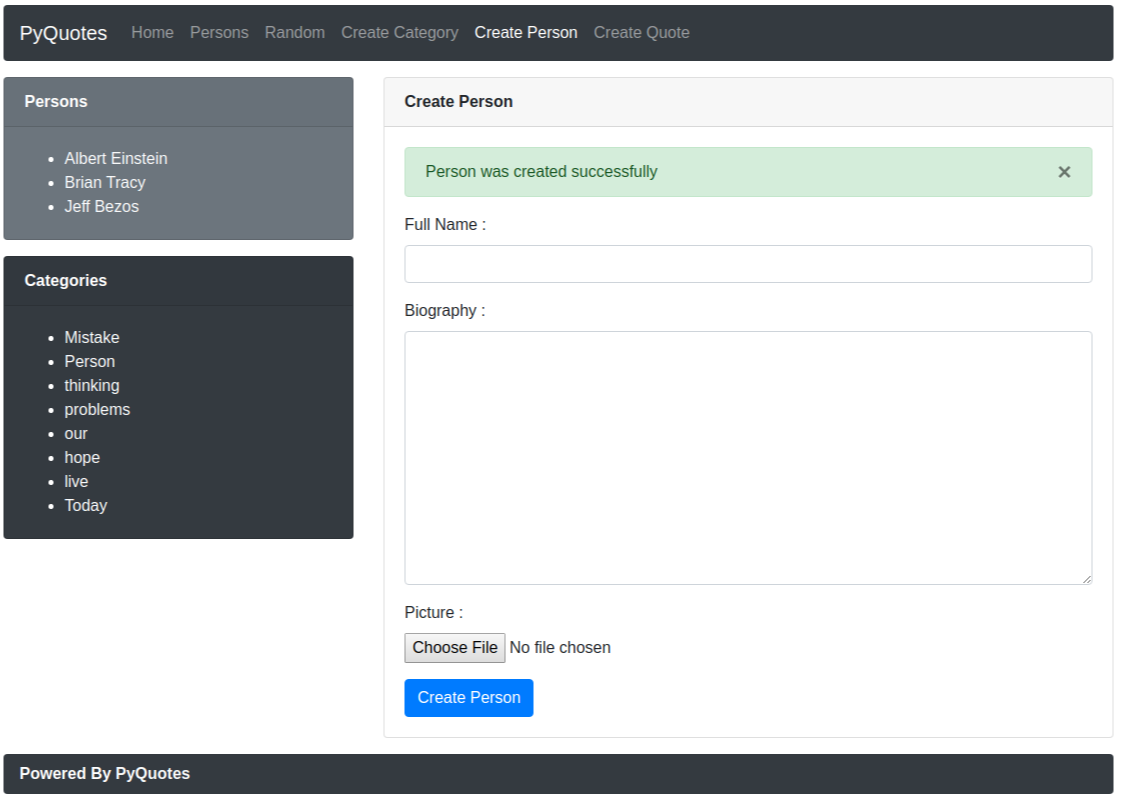 PyQuotes Home Persons Random Create Category Create Person Create Quote
Persons
Albert Einstein
Brian Tracy
Jeff Bezos
Categories
Mistake
Person
thinking
problems
our
hope
live
Today
Create Person
Person was created successfully ×
Full Name :
Biography :
Picture :
Choose File No file chosen
Create Person
Powered By PyQuotes